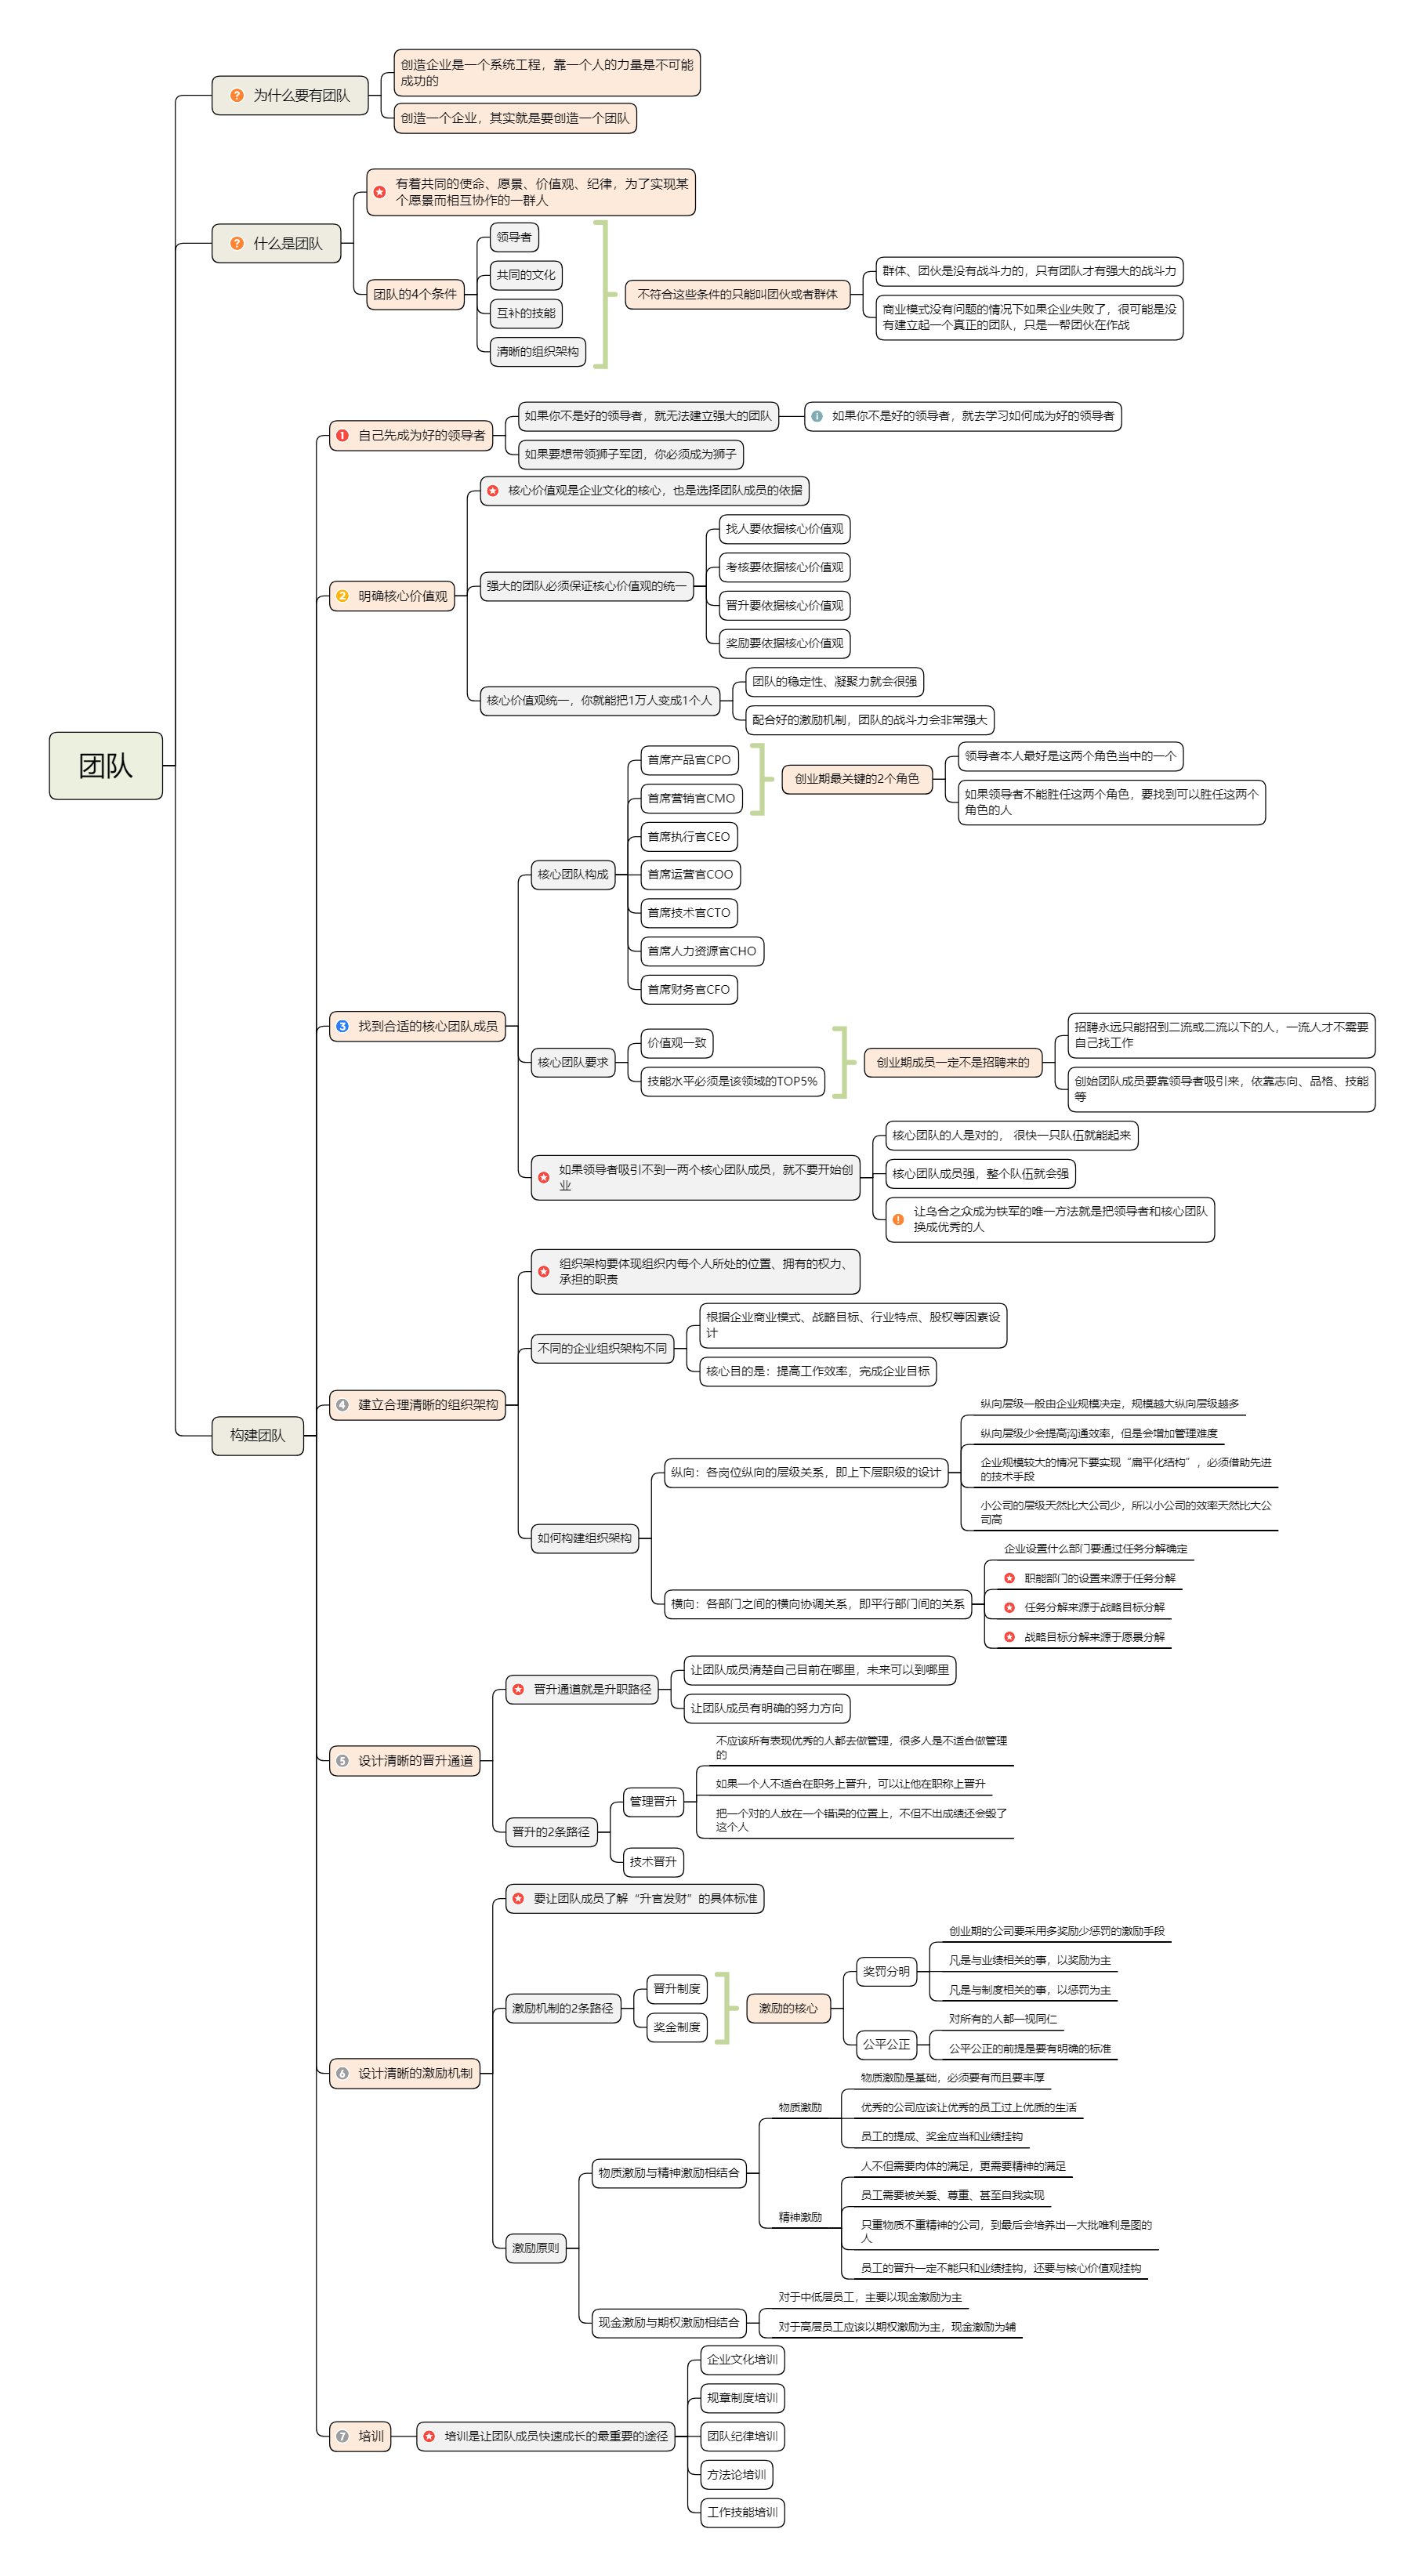 团队
为什么要有团队
创造企业是一个系统工程，靠一个人的力量是不可能
成功的
创造一个企业，其实就是要创造一个团队
什么是团队
有着共同的使命、愿景、价值观、纪律，为了实现某
个愿景而相互协作的一群人
团队的4个条件
领导者
共同的文化
互补的技能
清晰的组织架构
不符合这些条件的只能叫团伙或者群体
群体、团伙是没有战斗力的，只有团队才有强大的战斗力
商业模式没有问题的情况下如果企业失败了，很可能是没
有建立起一个真正的团队，只是一帮团伙在作战
构建团队
1 自己先成为好的领导者
如果你不是好的领导者，就无法建立强大的团队
如果你不是好的领导者，就去学习如何成为好的领导者
如果要想带领狮子军团，你必须成为狮子
2 明确核心价值观
核心价值观是企业文化的核心，也是选择团队成员的依据
强大的团队必须保证核心价值观的统一
找人要依据核心价值观
考核要依据核心价值观
晋升要依据核心价值观
奖励要依据核心价值观
核心价值观统一，你就能把1万人变成1个人
团队的稳定性、凝聚力就会很强
配合好的激励机制，团队的战斗力会非常强大
3 找到合适的核心团队成员
核心团队构成
首席产品官CPO
首席营销官CMO
创业期最关键的2个角色
领导者本人最好是这两个角色当中的一个
如果领导者不能胜任这两个角色，要找到可以胜任这两个
角色的人
首席执行官CEO
首席运营官COO
首席技术官CTO
首席人力资源官CHO
首席财务官CFO
核心团队要求
价值观一致
技能水平必须是该领域的TOP5%
创业期成员一定不是招聘来的
招聘永远只能招到二流或二流以下的人，一流人才不需要
自己找工作
创始团队成员要靠领导者吸引来，依靠志向、品格、技能
等
如果领导者吸引不到一两个核心团队成员，就不要开始创
业
核心团队的人是对的， 很快一只队伍就能起来
核心团队成员强，整个队伍就会强
让乌合之众成为铁军的唯一方法就是把领导者和核心团队
换成优秀的人
4 建立合理清晰的组织架构
组织架构要体现组织内每个人所处的位置、拥有的权力、
承担的职责
不同的企业组织架构不同
根据企业商业模式、战略目标、行业特点、股权等因素设
计
核心目的是：提高工作效率，完成企业目标
如何构建组织架构
纵向：各岗位纵向的层级关系，即上下层职级的设计
纵向层级一般由企业规模决定，规模越大纵向层级越多
纵向层级少会提高沟通效率，但是会增加管理难度
企业规模较大的情况下要实现“扁平化结构”，必须借助先进
的技术手段
小公司的层级天然比大公司少，所以小公司的效率天然比大公
司高
横向：各部门之间的横向协调关系，即平行部门间的关系
企业设置什么部门要通过任务分解确定
职能部门的设置来源于任务分解
任务分解来源于战略目标分解
战略目标分解来源于愿景分解
5 设计清晰的晋升通道
晋升通道就是升职路径
让团队成员清楚自己目前在哪里，未来可以到哪里
让团队成员有明确的努力方向
晋升的2条路径
管理晋升
不应该所有表现优秀的人都去做管理，很多人是不适合做管理
的
如果一个人不适合在职务上晋升，可以让他在职称上晋升
把一个对的人放在一个错误的位置上，不但不出成绩还会毁了
这个人
技术晋升
6 设计清晰的激励机制
要让团队成员了解“升官发财”的具体标准
激励机制的2条路径
晋升制度
奖金制度
激励的核心
奖罚分明
创业期的公司要采用多奖励少惩罚的激励手段
凡是与业绩相关的事，以奖励为主
凡是与制度相关的事，以惩罚为主
公平公正
对所有的人都一视同仁
公平公正的前提是要有明确的标准
激励原则
物质激励与精神激励相结合
物质激励
物质激励是基础，必须要有而且要丰厚
优秀的公司应该让优秀的员工过上优质的生活
员工的提成、奖金应当和业绩挂钩
精神激励
人不但需要肉体的满足，更需要精神的满足
员工需要被关爱、尊重、甚至自我实现
只重物质不重精神的公司，到最后会培养出一大批唯利是图的
人
员工的晋升一定不能只和业绩挂钩，还要与核心价值观挂钩
现金激励与期权激励相结合
对于中低层员工，主要以现金激励为主
对于高层员工应该以期权激励为主，现金激励为辅
7 培训
培训是让团队成员快速成长的最重要的途径
企业文化培训
规章制度培训
团队纪律培训
方法论培训
工作技能培训